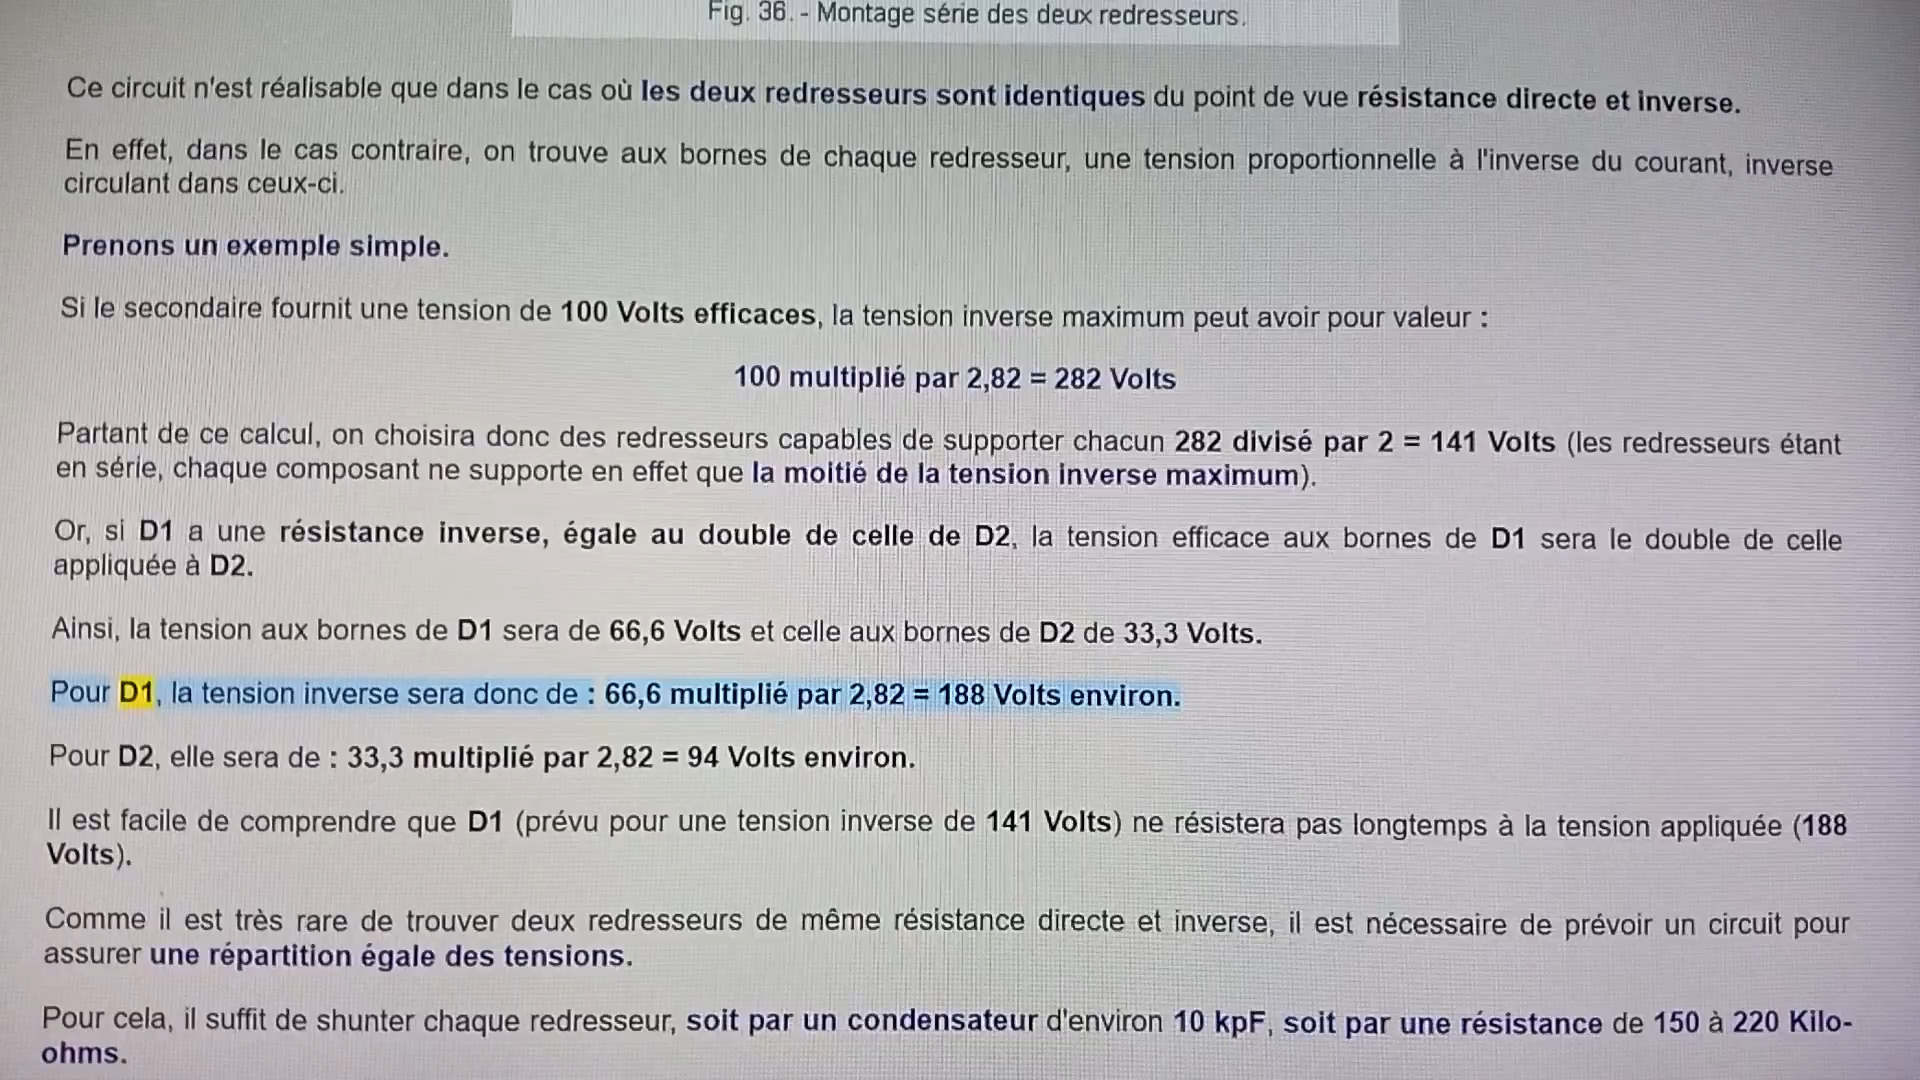 Fig. 36. - Montage série des deux redresseurs.
Ce circuit n'est réalisable que dans le cas où les deux redresseurs sont identiques du point de vue résistance directe et inverse.
En effet, dans le cas contraire, on trouve aux bornes de chaque redresseur, une tension proportionnelle à l'inverse du courant, inverse
circulant dans ceux-ci.
Prenons un exemple simple.
Si le secondaire fournit une tension de 100 Volts efficaces, la tension inverse maximum peut avoir pour valeur :
100 multiplié par 2,82 = 282 Volts
Partant de ce calcul, on choisira donc des redresseurs capables de supporter chacun 282 divisé par 2 = 141 Volts (les redresseurs étant
en série, chaque composant ne supporte en effet que la moitié de la tension inverse maximum).
Or, si D1 a une résistance inverse, égale au double de celle de D2, la tension efficace aux bornes de D1 sera le double de celle
appliquée à D2.
Ainsi, la tension aux bornes de D1 sera de 66,6 Volts et celle aux bornes de D2 de 33,3 Volts.
Pour D1, la tension inverse sera donc de : 66,6 multiplié par 2,82 = 188 Volts environ.
Pour D2, elle sera de : 33,3 multiplié par 2,82 = 94 Volts environ.
Il est facile de comprendre que D1 (prévu pour une tension inverse de 141 Volts) ne résistera pas longtemps à la tension appliquée (188
Volts).
Comme il est très rare de trouver deux redresseurs de même résistance directe et inverse, il est nécessaire de prévoir un circuit pour
assurer une répartition égale des tensions.
Pour cela, il suffit de shunter chaque redresseur, soit par un condensateur d'environ 10 kpF, soit par une résistance de 150 à 220 Kilo-
ohms.